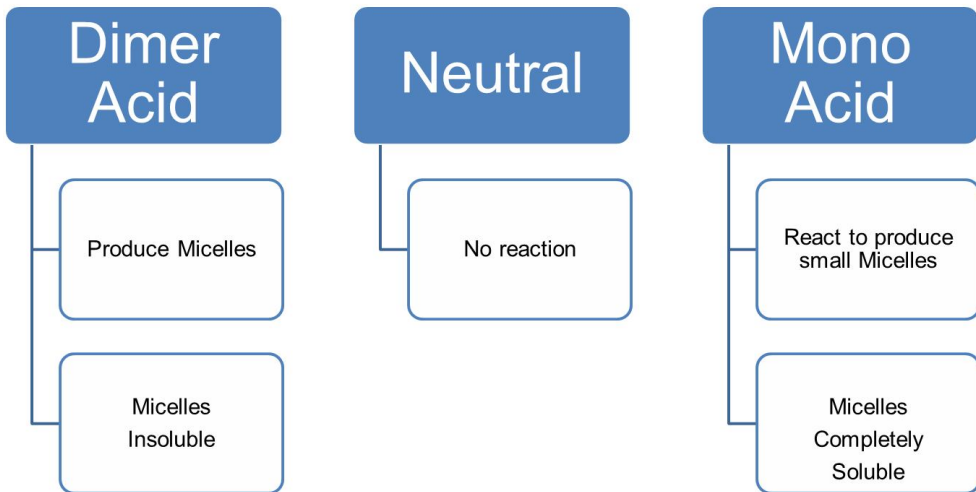 Dimer
Acid
Produce Micelles
Micelles
Insoluble
Neutral
No reaction
Mono
Acid
React to produce
small Micelles
Micelles
Completely
Soluble